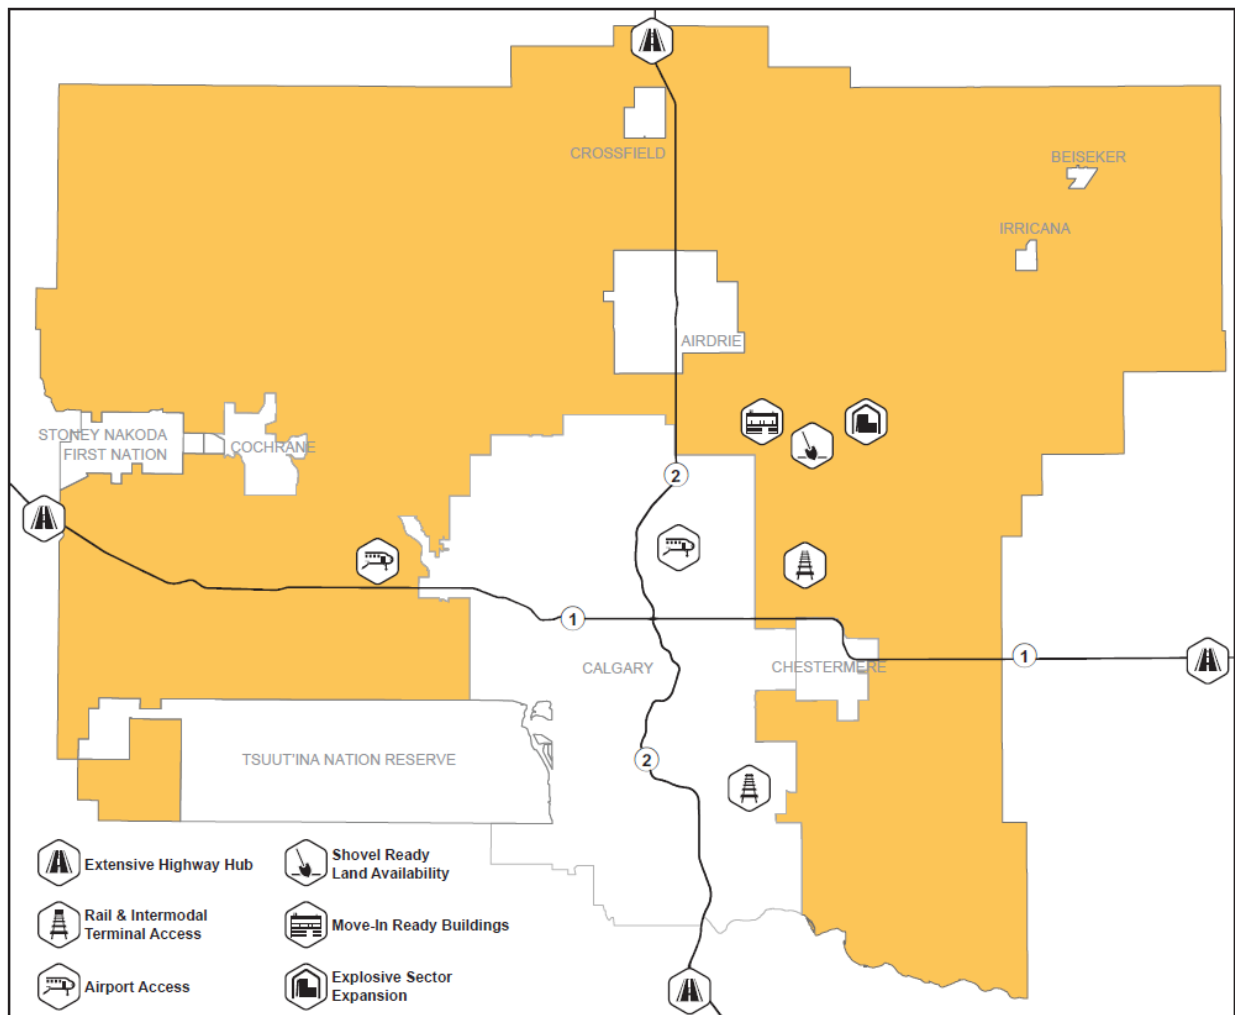 CROSSFIELD
BEISEKER
IRRICANA
AIRDRIE
STONEY NAKODA
FIRST NATION
COCHRANE
2
1
CALGARY
CHESTERMERE
1
TSUUT'INA NATION RESERVE
2
Extensive Highway Hub
Shovel Ready
Land Availability
Rail & Intermodal
Terminal Access
Move-In Ready Buildings
Airport Access
Explosive Sector
Expansion